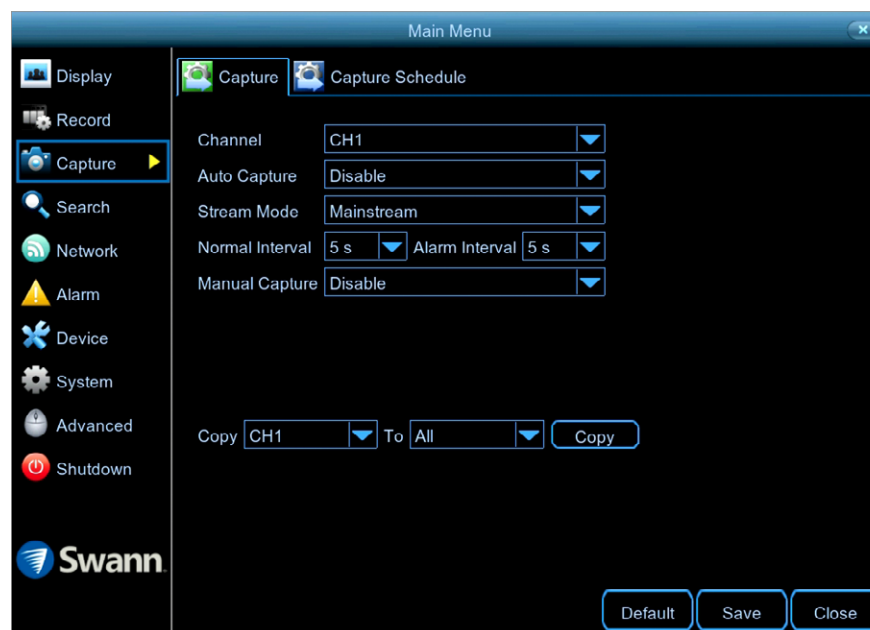 Main Menu
Display
Record
Capture
Search
Network
Alarm
Device
System
Advanced
Shutdown
Swann
Capture
Capture Schedule
Channel CH1
Auto Capture Disable
Stream Mode Mainstream
Normal Interval 5 s Alarm Interval 5 s
Manual Capture Disable
Copy CH1 To All Copy
Default Save Close